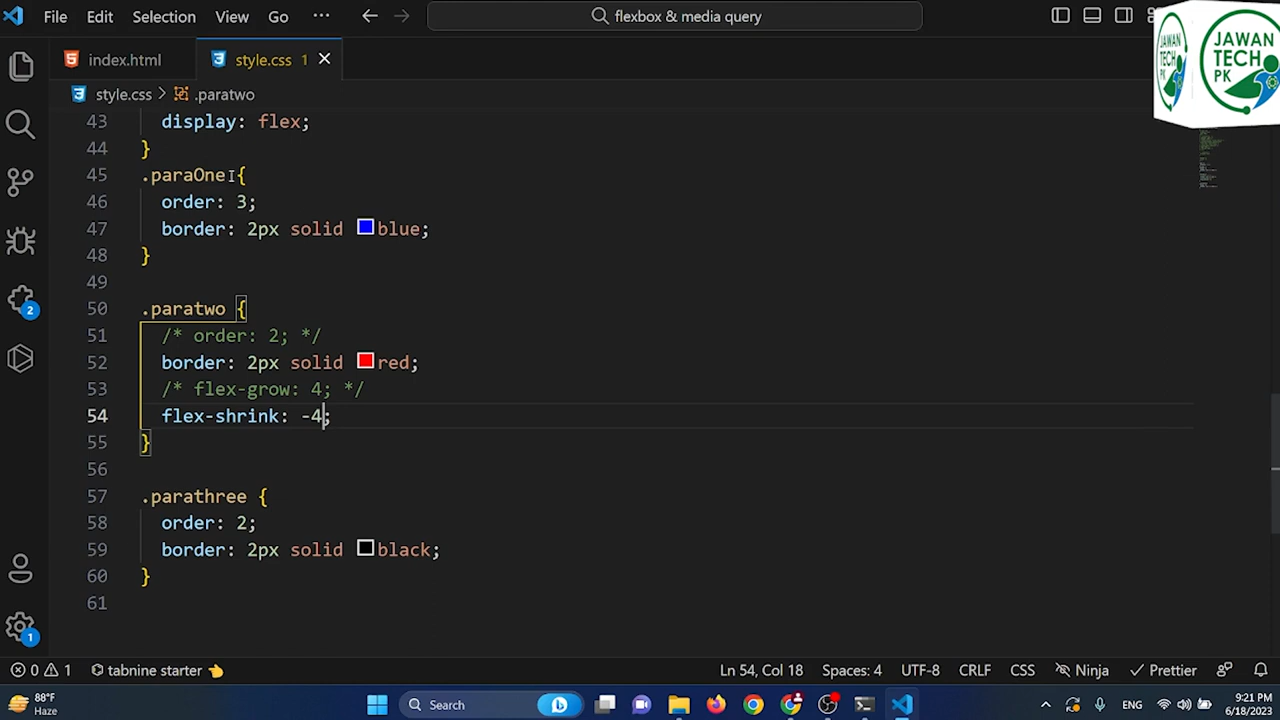 File Edit Selection View Go ... flexbox & media query
JAWAN TECH PK
JAWAN TECH PK
index.html style.css 1
style.css > .paratwo
43 display: flex;
44 }
45 .paraOne{
46 order: 3;
47 border: 2px solid blue;
48 }
49
50 .paratwo {
51 /* order: 2; */
52 border: 2px solid red;
53 /* flex-grow: 4; */
54 flex-shrink: -4;
55 }
56
57 .parathree {
58 order: 2;
59 border: 2px solid black;
60 }
61
2
1
0 1 tabnine starter Ln 54, Col 18 Spaces: 4 UTF-8 CRLF CSS Ninja Prettier
88°F
Haze
Search
ENG
9:21 PM
6/18/2023